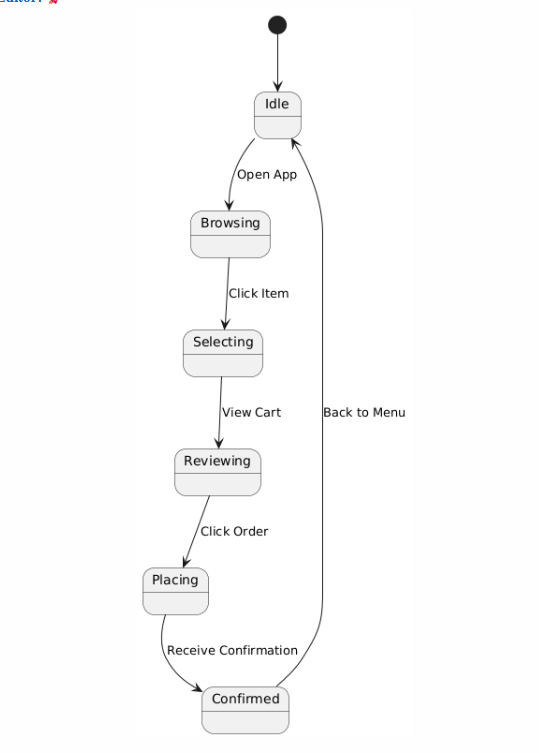 Idle
Open App
Browsing
Click Item
Selecting
View Cart
Back to Menu
Reviewing
Click Order
Placing
Receive Confirmation
Confirmed